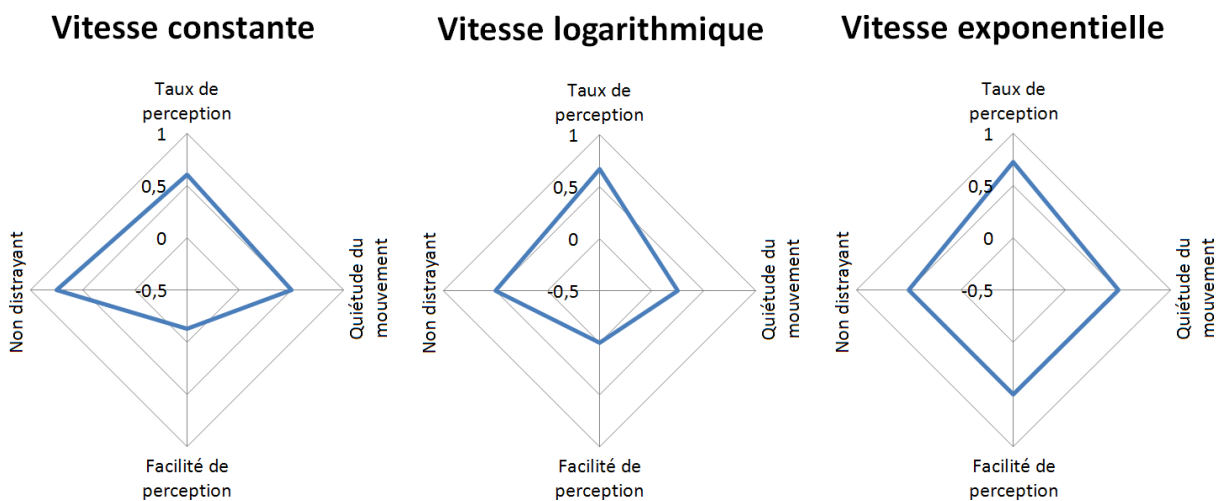 Vitesse constante
Taux de
perception
1
0,5
0
-0,5
Non distrayant
Quiétude du
mouvement
Facilité de
perception
Vitesse logarithmique
Taux de
perception
1
0,5
0
-0,5
Non distrayant
Quiétude du
mouvement
Facilité de
perception
Vitesse exponentielle
Taux de
perception
1
0,5
0
-0,5
Non distrayant
Quiétude du
mouvement
Facilité de
perception